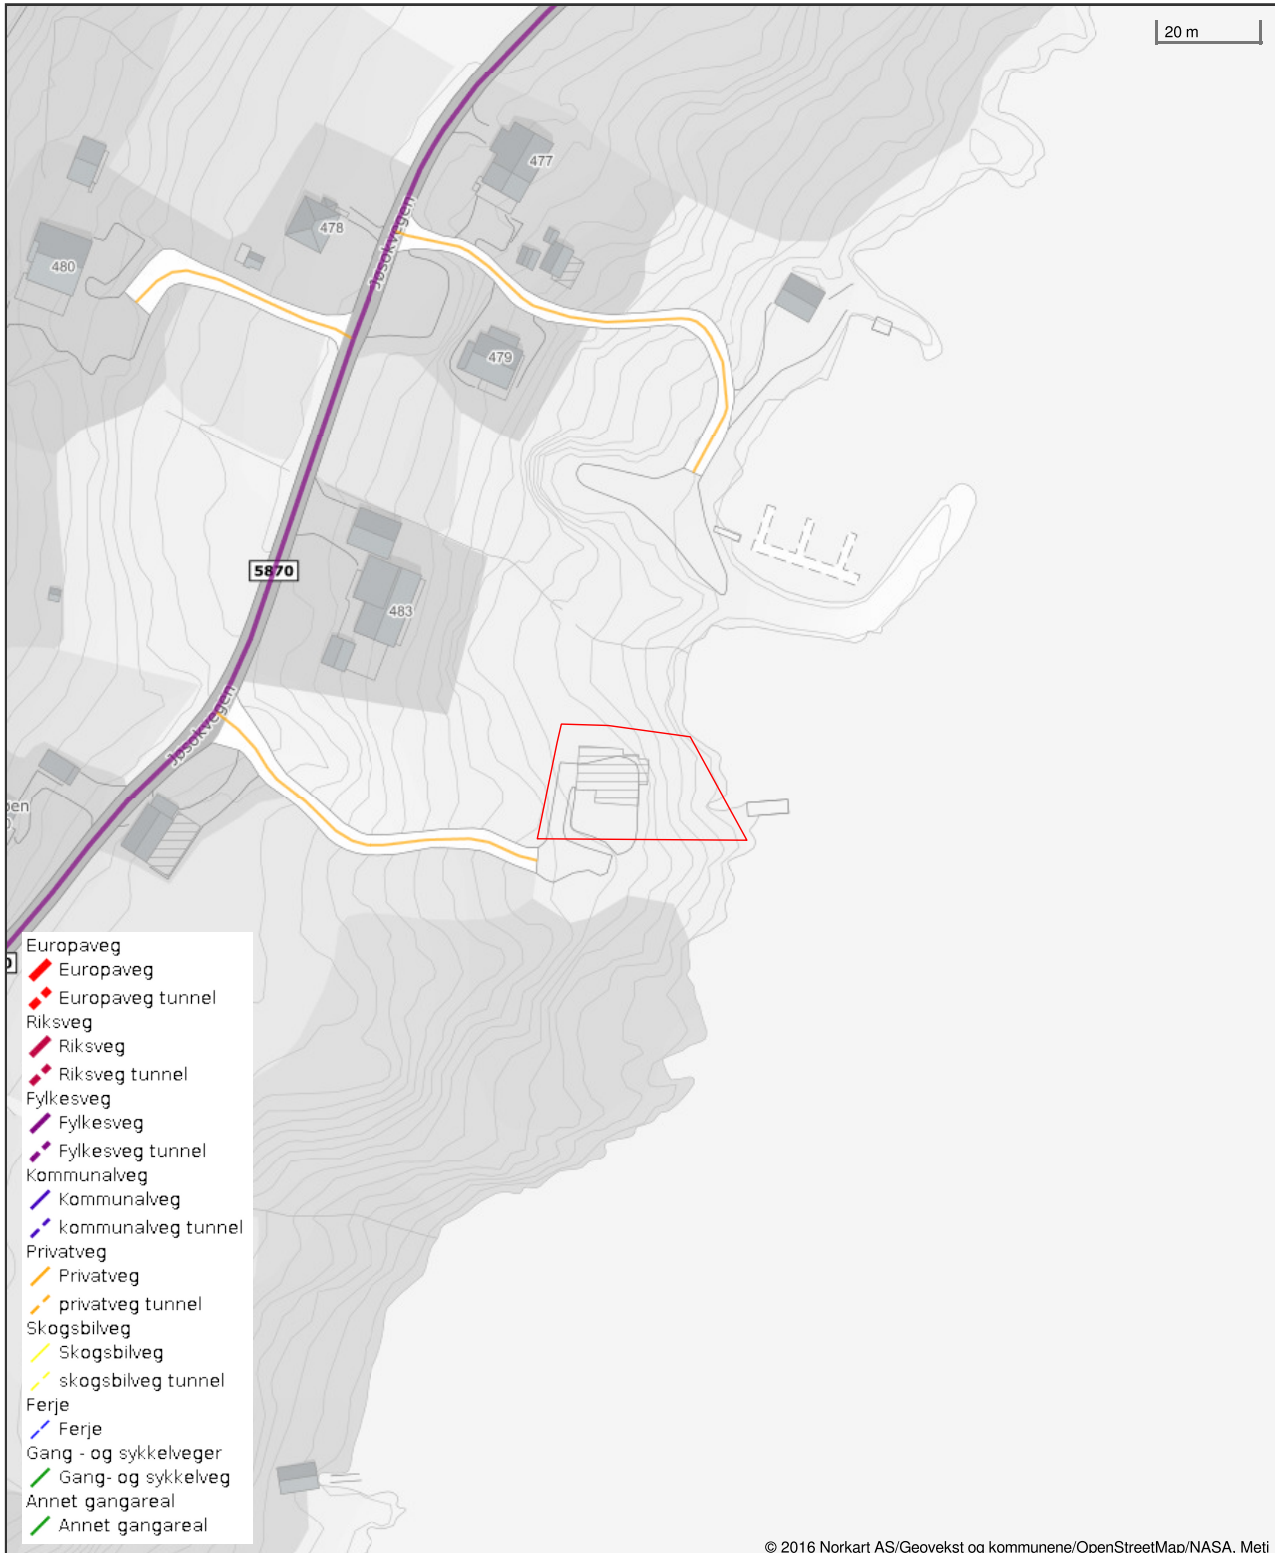 20 m
477
478
480
Jøsokvegen
479
5870
483
Jøsokvegen
Europaveg
Europaveg
Europaveg tunnel
Riksveg
Riksveg
Riksveg tunnel
Fylkesveg
Fylkesveg
Fylkesveg tunnel
Kommunalveg
Kommunalveg
kommunalveg tunnel
Privatveg
Privatveg
privatveg tunnel
Skogsbilveg
Skogsbilveg
skogsbilveg tunnel
Ferje
Ferje
Gang - og sykkelveger
Gang- og sykkelveg
Annet gangareal
Annet gangareal
© 2016 Norkart AS/Geovekst og kommunene/OpenStreetMap/NASA, Meti